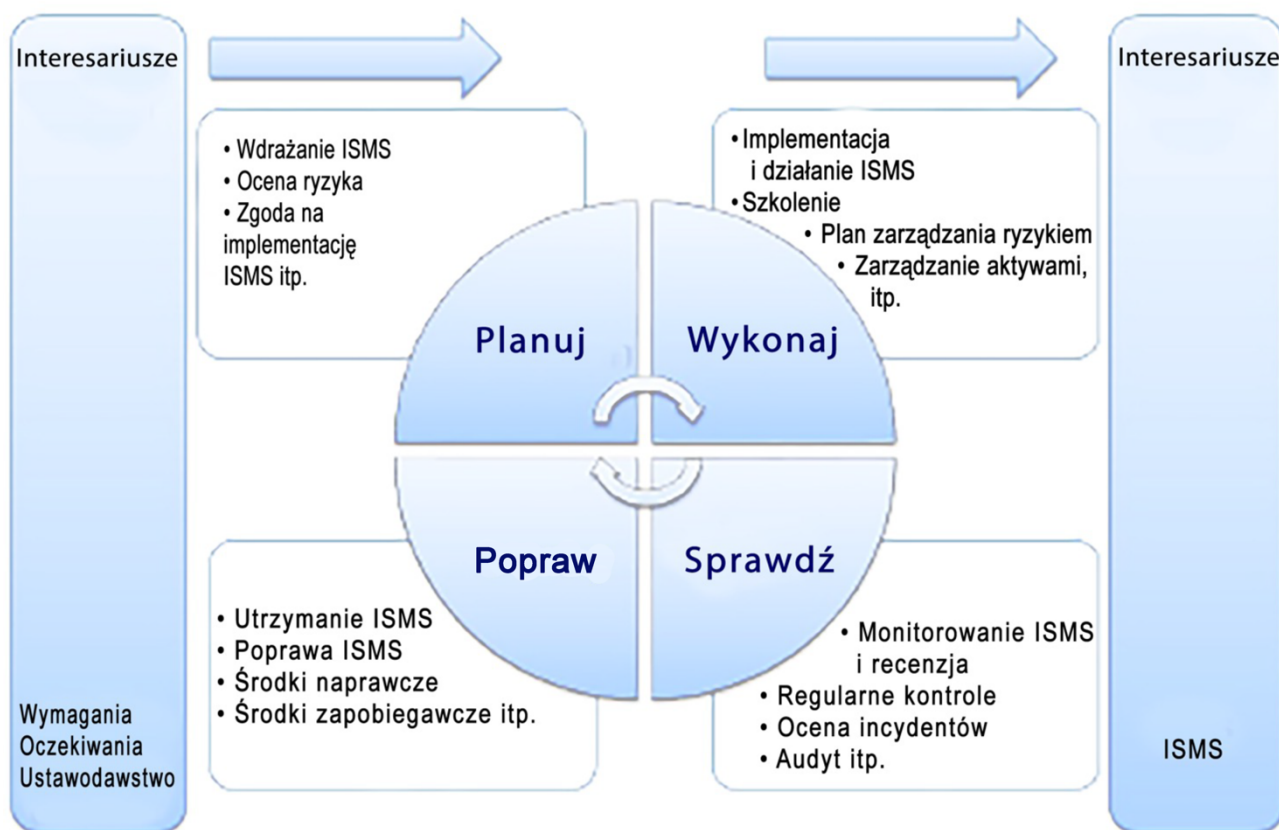 Interesariusze
Wymagania
Oczekiwania
Ustawodawstwo
• Wdrażanie ISMS
• Ocena ryzyka
• Zgoda na
implementację
ISMS itp.
Planuj
• Implementacja
i działanie ISMS
• Szkolenie
• Plan zarządzania ryzykiem
• Zarządzanie aktywami,
itp.
Wykonaj
Popraw
• Utrzymanie ISMS
• Poprawa ISMS
• Środki naprawcze
• Środki zapobiegawcze itp.
Sprawdź
• Monitorowanie ISMS
i recenzja
• Regularne kontrole
• Ocena incydentów
• Audyt itp.
Interesariusze
ISMS